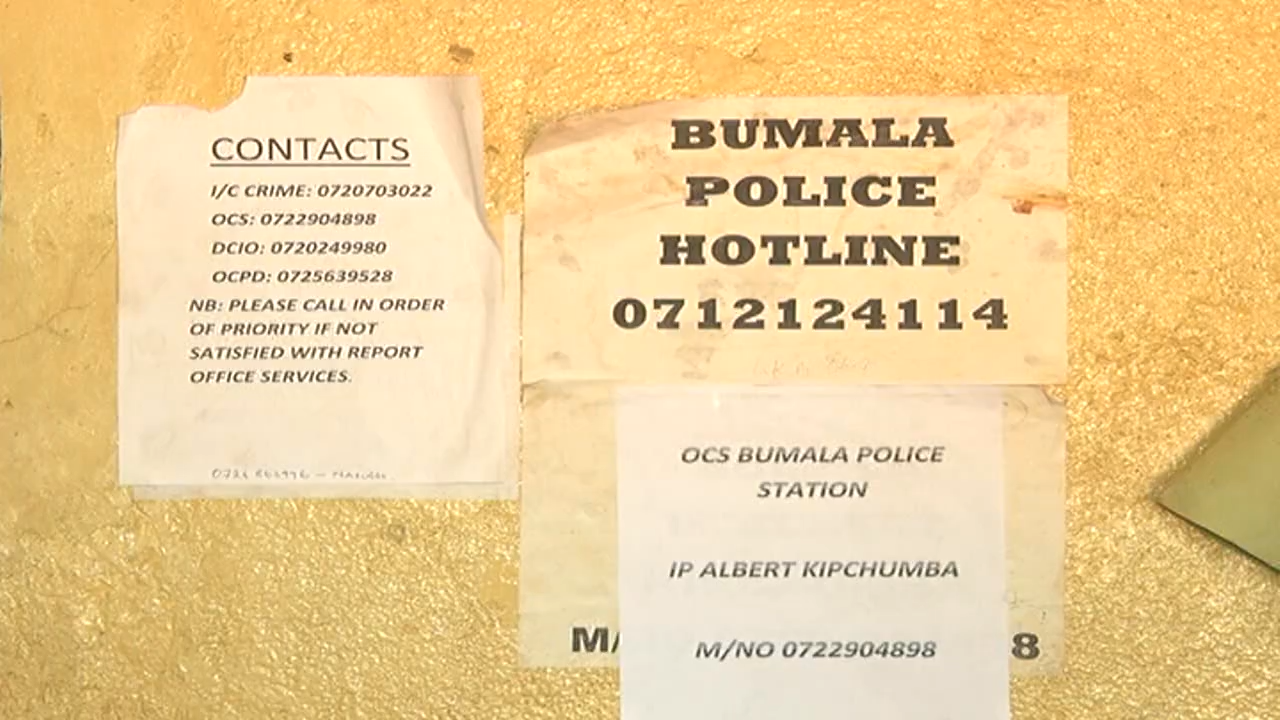 CONTACTS
I/C CRIME: 0720703022
OCS: 0722904898
DCIO: 0720249980
OCPD: 0725639528
NB: PLEASE CALL IN ORDER
OF PRIORITY IF NOT
SATISFIED WITH REPORT
OFFICE SERVICES.
BUMALA
POLICE
HOTLINE
0712124114
OCS BUMALA POLICE
STATION
IP ALBERT KIPCHUMBA
M/NO 0722904898
M/
8